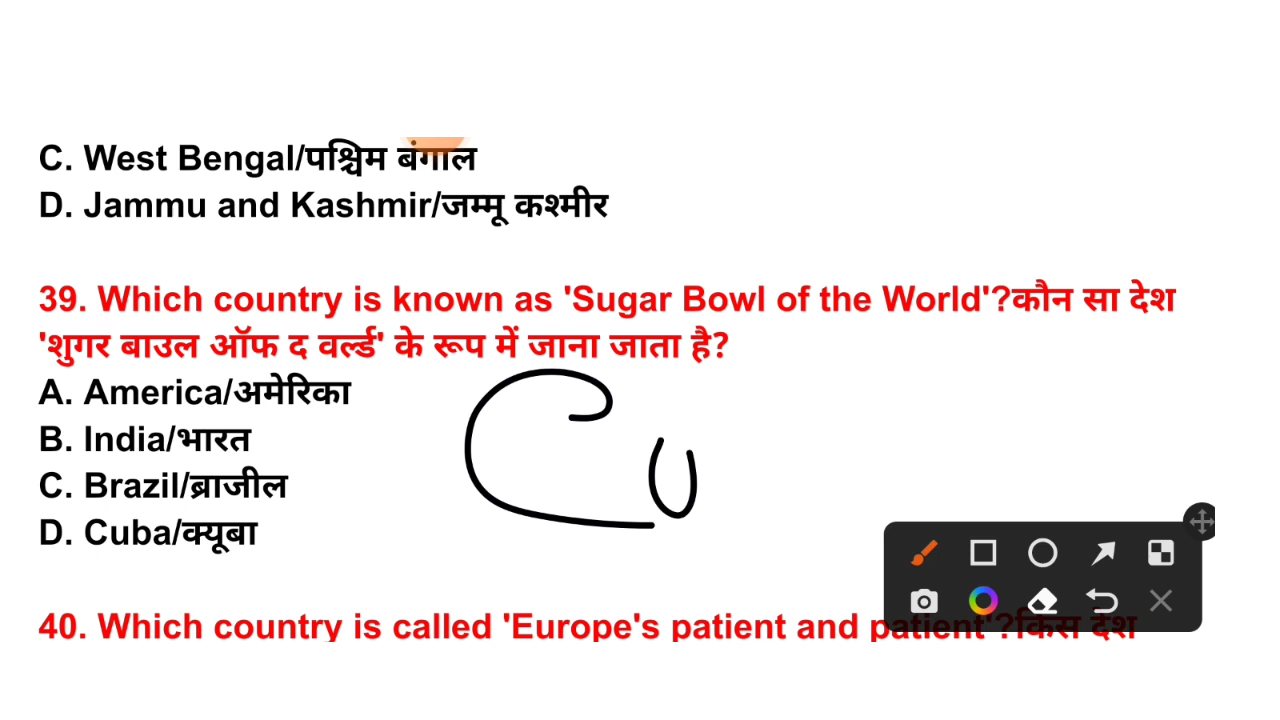 C. West Bengal/पश्चिम बंगाल
D. Jammu and Kashmir/जम्मू कश्मीर
39. Which country is known as 'Sugar Bowl of the World'?कौन सा देश
'शुगर बाउल ऑफ द वर्ल्ड' के रूप में जाना जाता है?
A. America/अमेरिका
B. India/भारत
C. Brazil/ब्राजील
D. Cuba/क्यूबा
Cu
40. Which country is called 'Europe's patient and patient'?किस देश